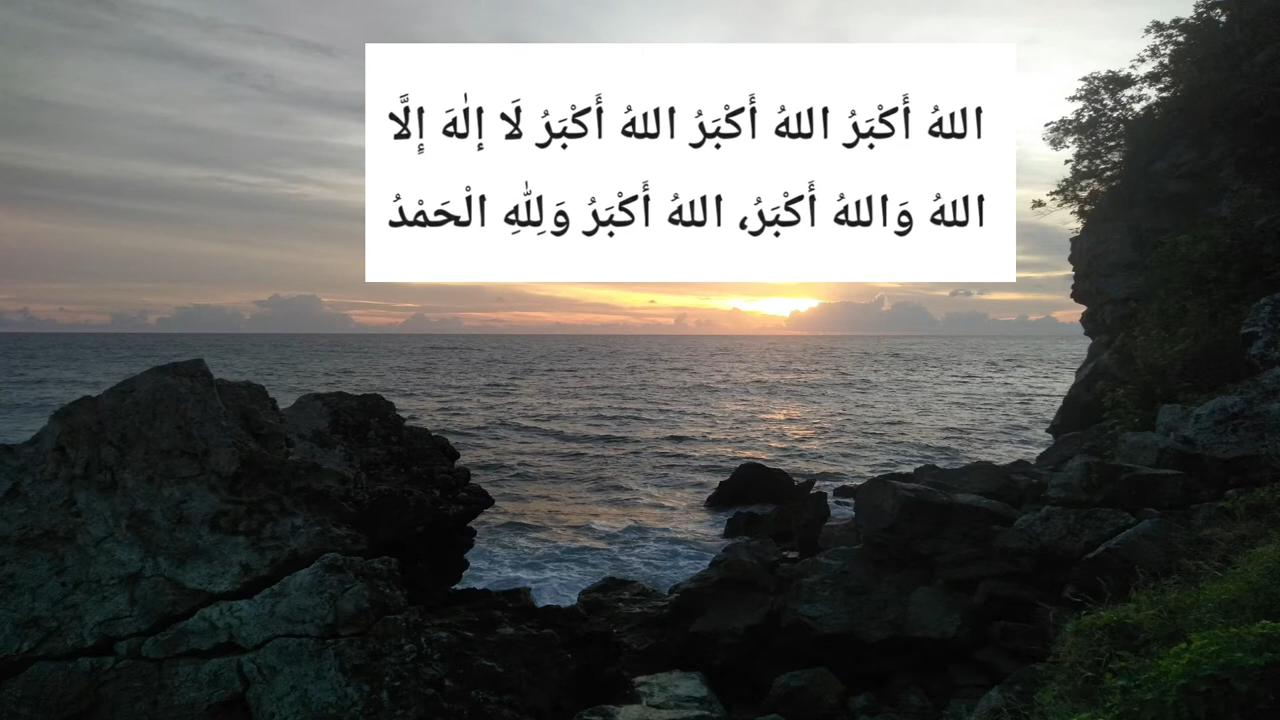 اللهُ أَكْبَرُ اللهُ أَكْبَرُ اللهُ أَكْبَرُ لَا إِلٰهَ إِلَّا
اللهُ وَاللهُ أَكْبَرُ، اللهُ أَكْبَرُ وَلِلّٰهِ الْحَمْدُ